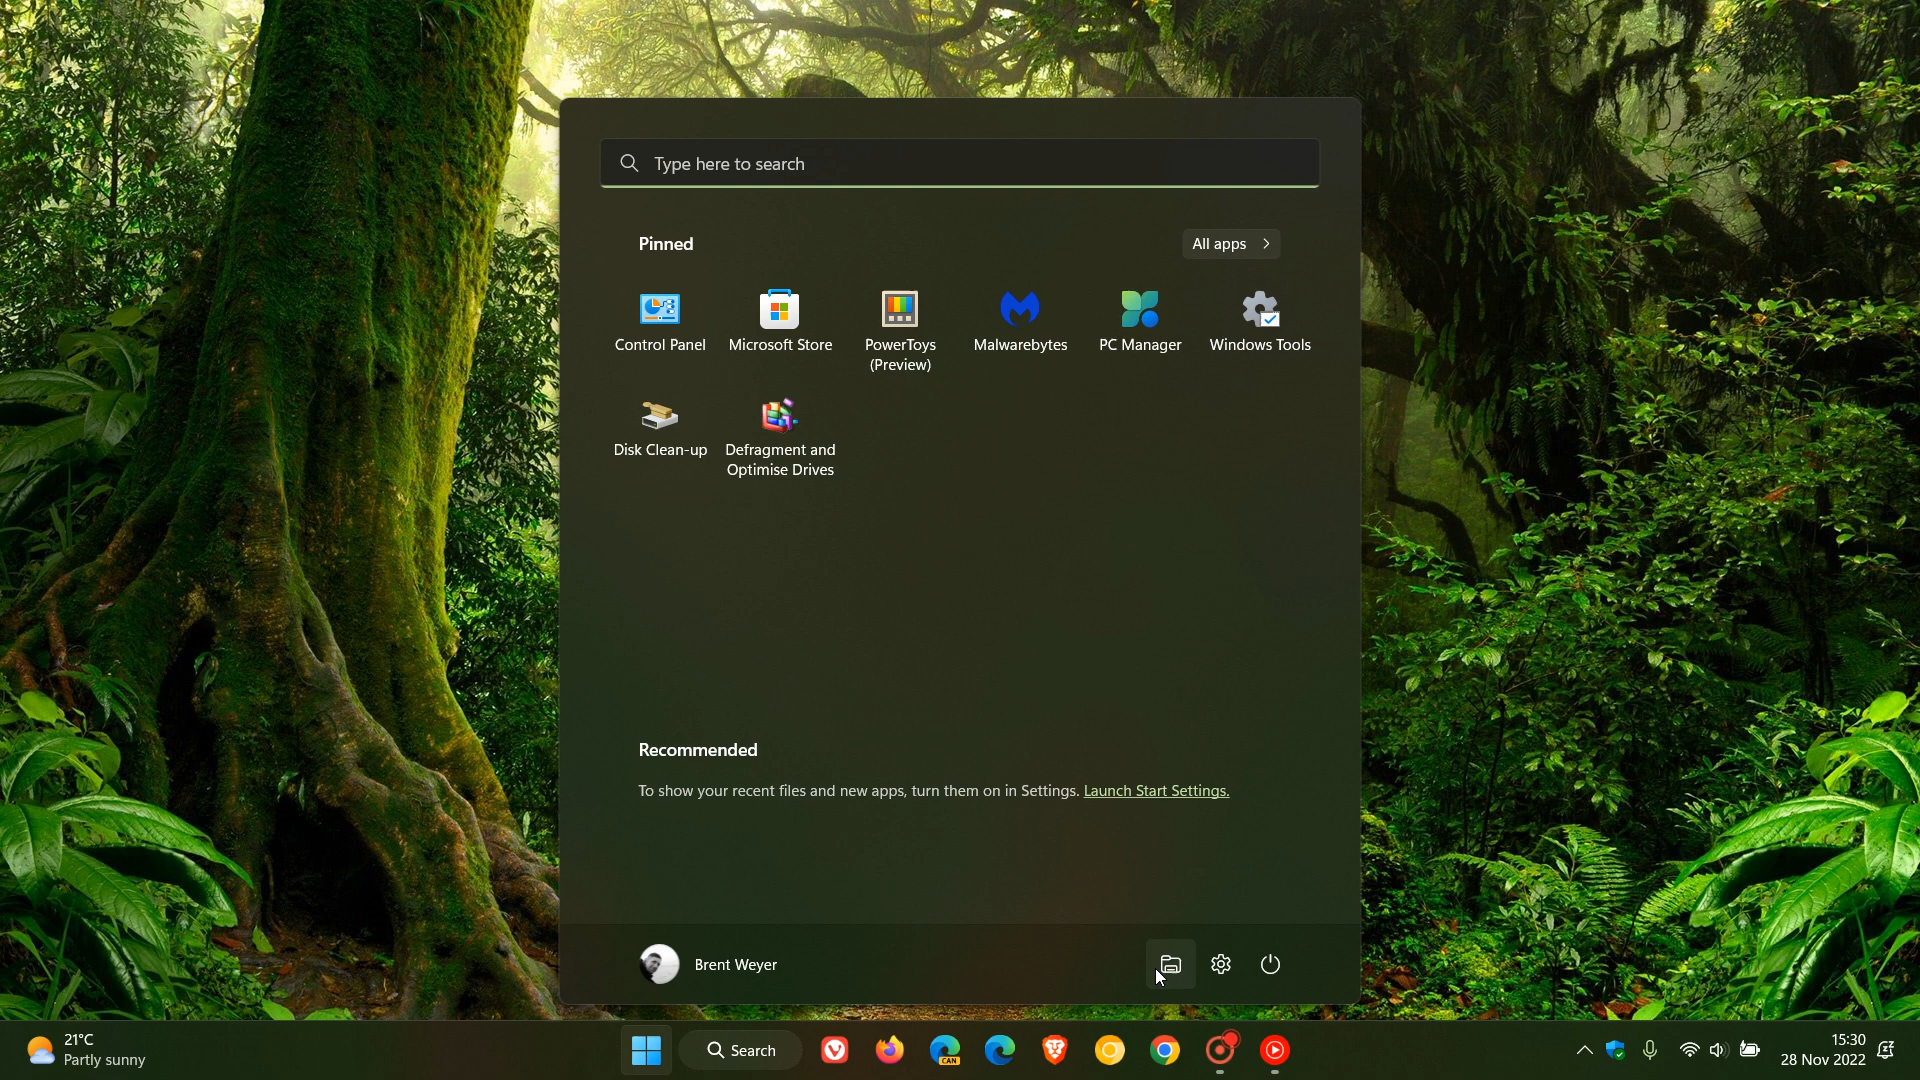 Type here to search
Pinned
All apps
Control Panel
Microsoft Store
PowerToys
(Preview)
Malwarebytes
PC Manager
Windows Tools
Disk Clean-up
Defragment and
Optimise Drives
Recommended
To show your recent files and new apps, turn them on in Settings. Launch Start Settings.
Brent Weyer
21°C
Partly sunny
Search
CAN
15:30
28 Nov 2022